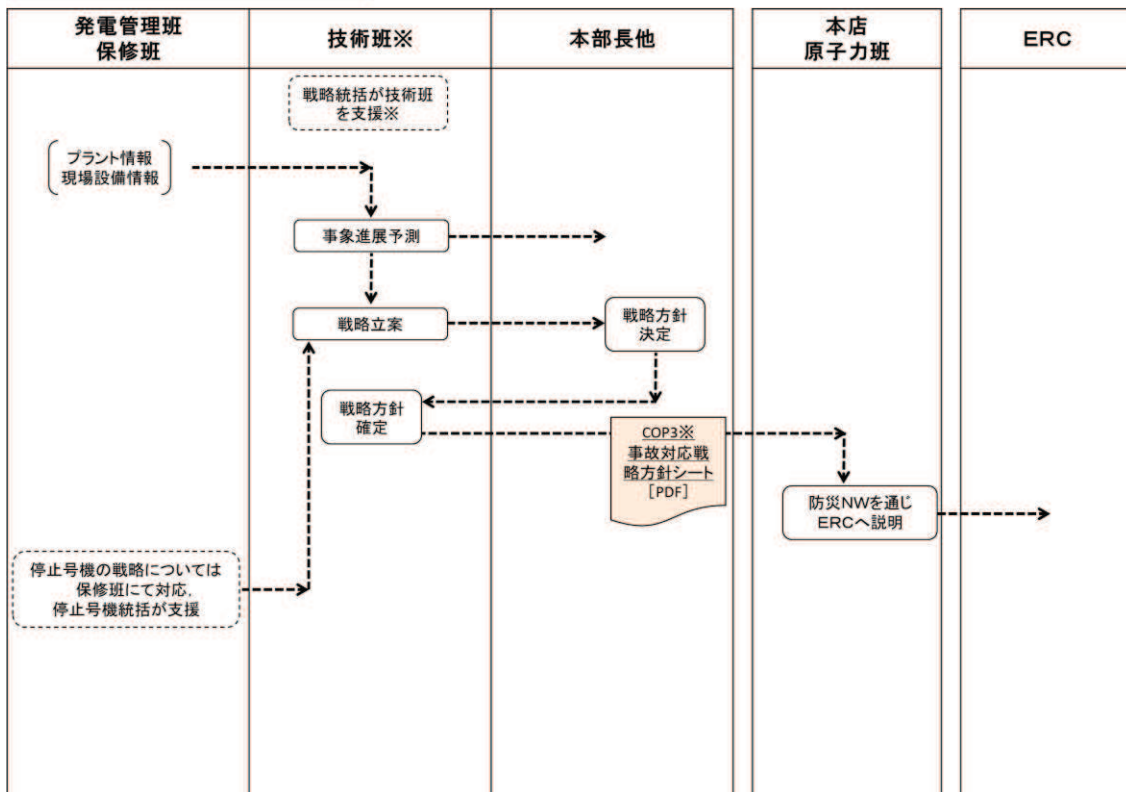 発電管理班
保修班
技術班※
本部長他
本店
原子力班
ERC
戦略統括が技術班
を支援※
プラント情報
現場設備情報
事象進展予測
戦略立案
戦略方針
決定
戦略方針
確定
COP3※
事故対応戦
略方針シート
[PDF]
防災NWを通じ
ERCへ説明
停止号機の戦略については
保修班にて対応,
停止号機統括が支援